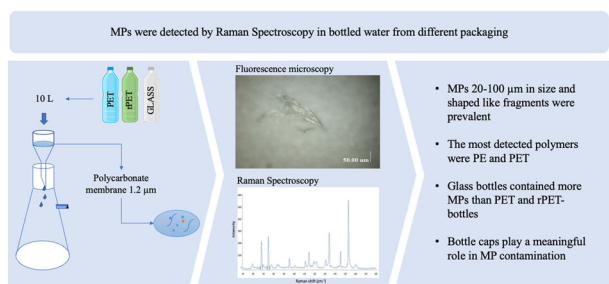 MPs were detected by Raman Spectroscopy in bottled water from different packaging
10 L
PET
rPET
GLASS
Polycarbonate
membrane 1.2 µm
Fluorescence microscopy
50.00 µm
Raman Spectroscopy
Raman shift (cm⁻¹)
• MPs 20-100 µm in size and
shaped like fragments were
prevalent
• The most detected polymers
were PE and PET
• Glass bottles contained more
MPs than PET and rPET-
bottles
• Bottle caps play a meaningful
role in MP contamination